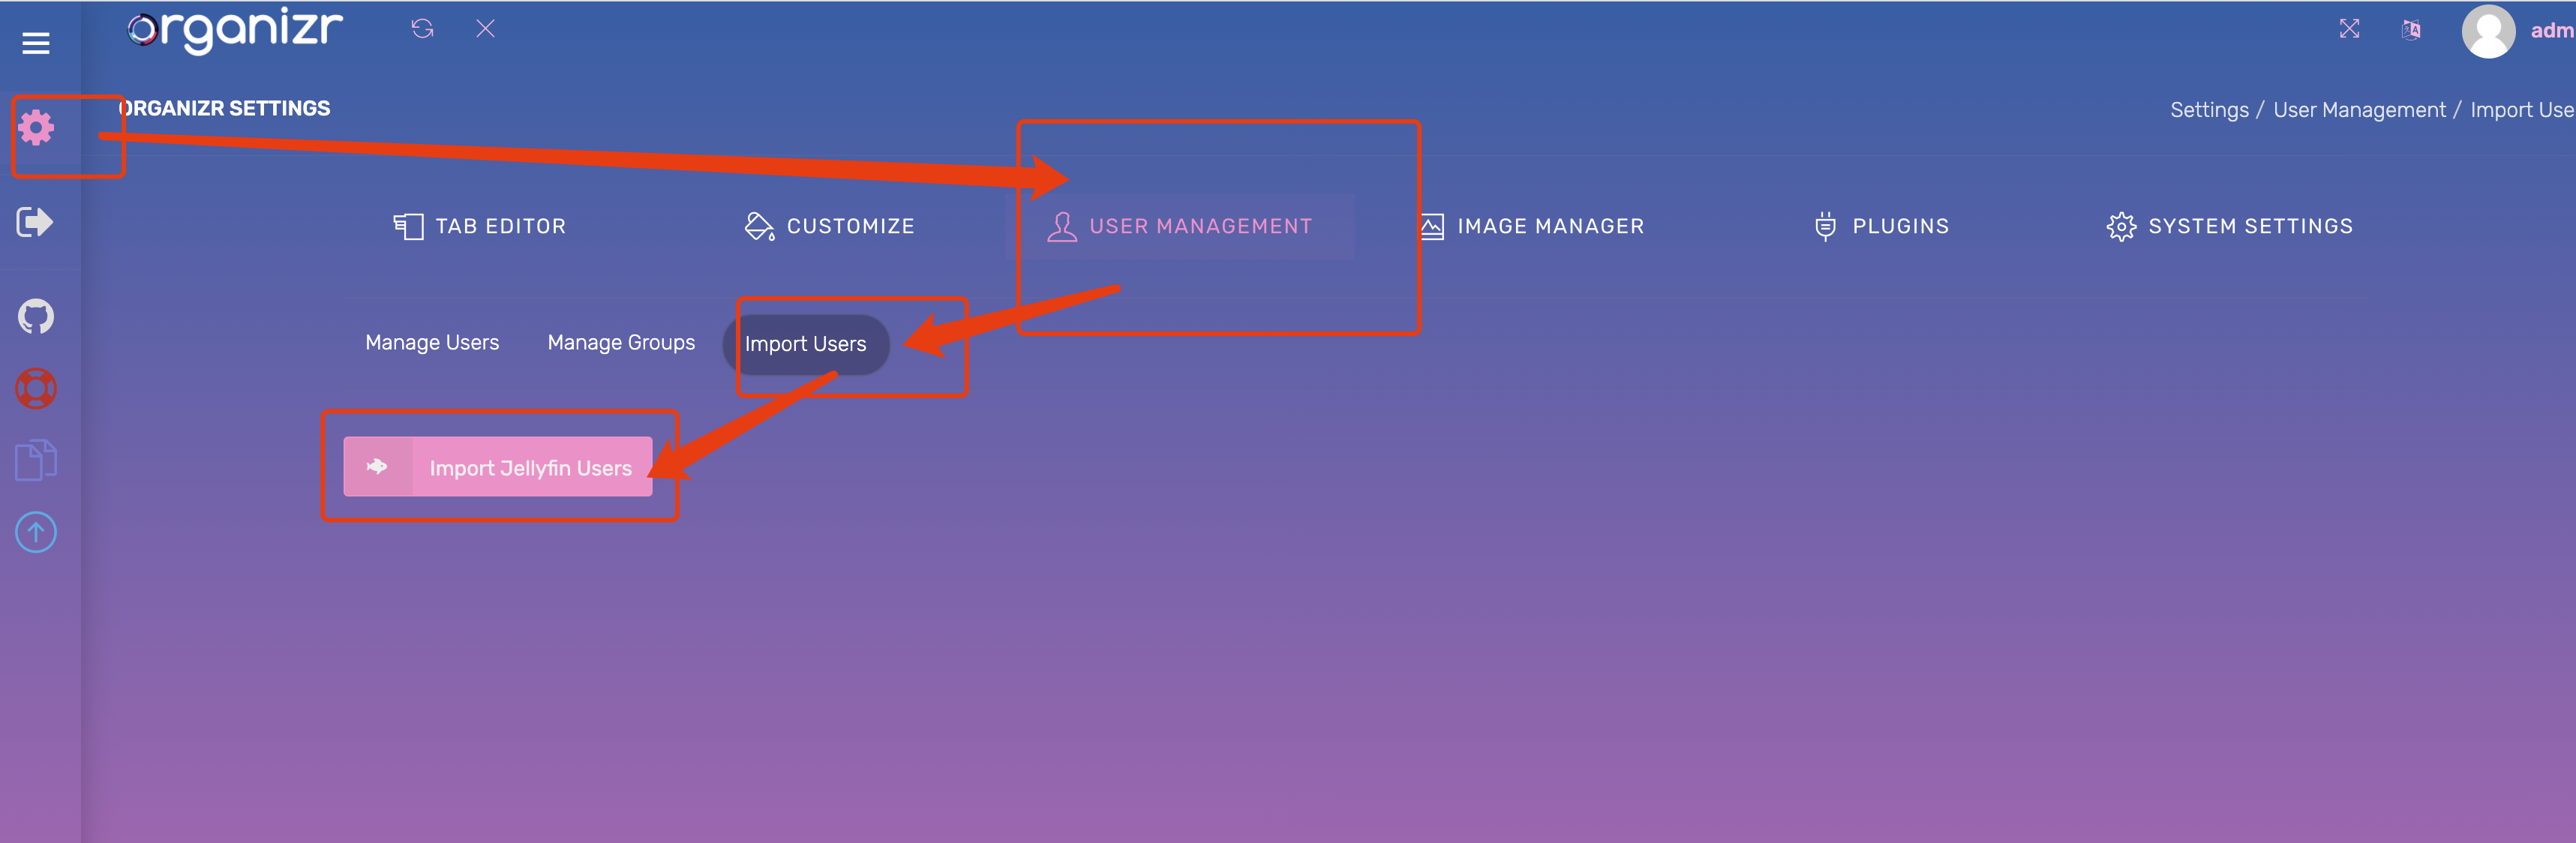 organizr
adm
ORGANIZR SETTINGS
Settings / User Management / Import Use
TAB EDITOR
CUSTOMIZE
USER MANAGEMENT
IMAGE MANAGER
PLUGINS
SYSTEM SETTINGS
Manage Users
Manage Groups
Import Users
Import Jellyfin Users